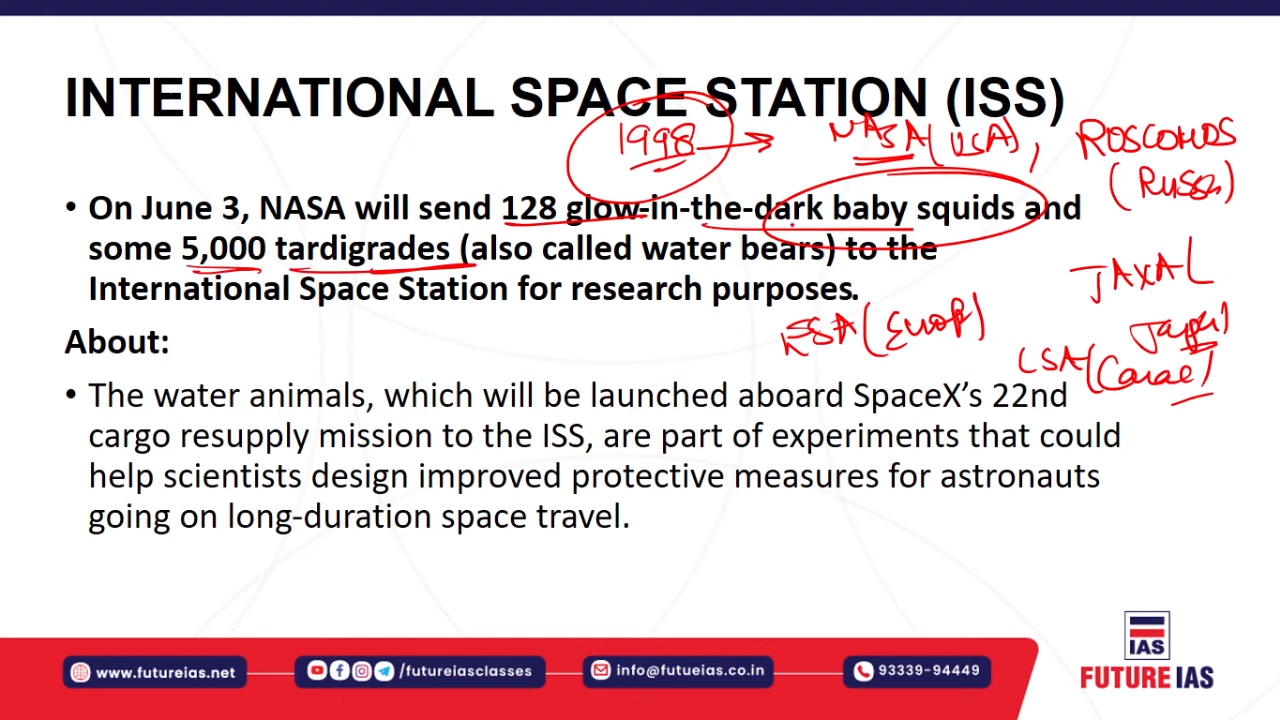 INTERNATIONAL SPACE STATION (ISS)
1998 → NASA (USA), ROSCOMOS
(Russ)
• On June 3, NASA will send 128 glow-in-the-dark baby squids and
some 5,000 tardigrades (also called water bears) to the
International Space Station for research purposes.
JAXA(
ESA (Europ)
Japan)
About:
CSA (
• The water animals, which will be launched aboard SpaceX’s 22nd
cargo resupply mission to the ISS, are part of experiments that could
help scientists design improved protective measures for astronauts
going on long-duration space travel.
IAS
FUTURE IAS
www.futureias.net
/futureiasclasses
info@futueias.co.in
93339-94449